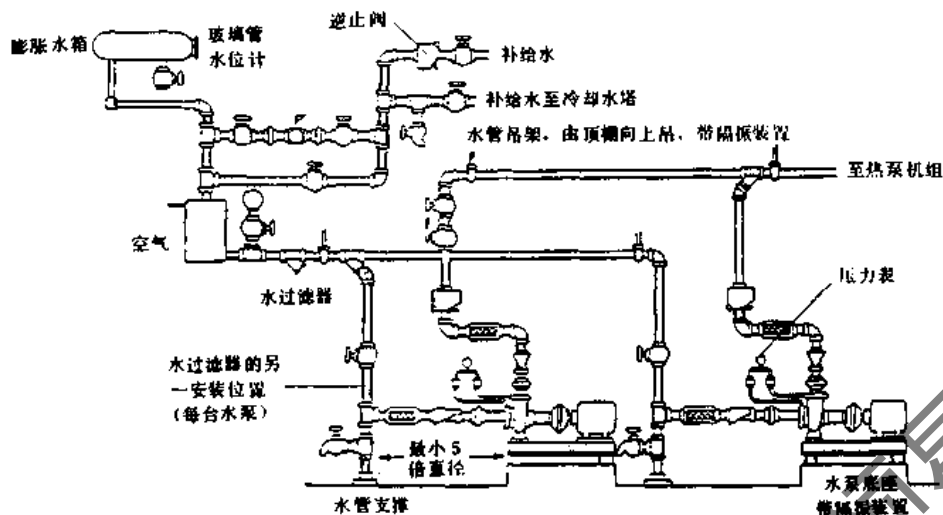 逆止阀
膨胀水箱
玻璃管
水位计
补给水
补给水至冷却水塔
水管吊架，由顶棚向上吊，带隔振装置
至热泵机组
空气
水过滤器
压力表
水过滤器的另
一安装位置
(每台水泵)
最小5
倍直径
水管支撑
水泵底座
带隔振装置